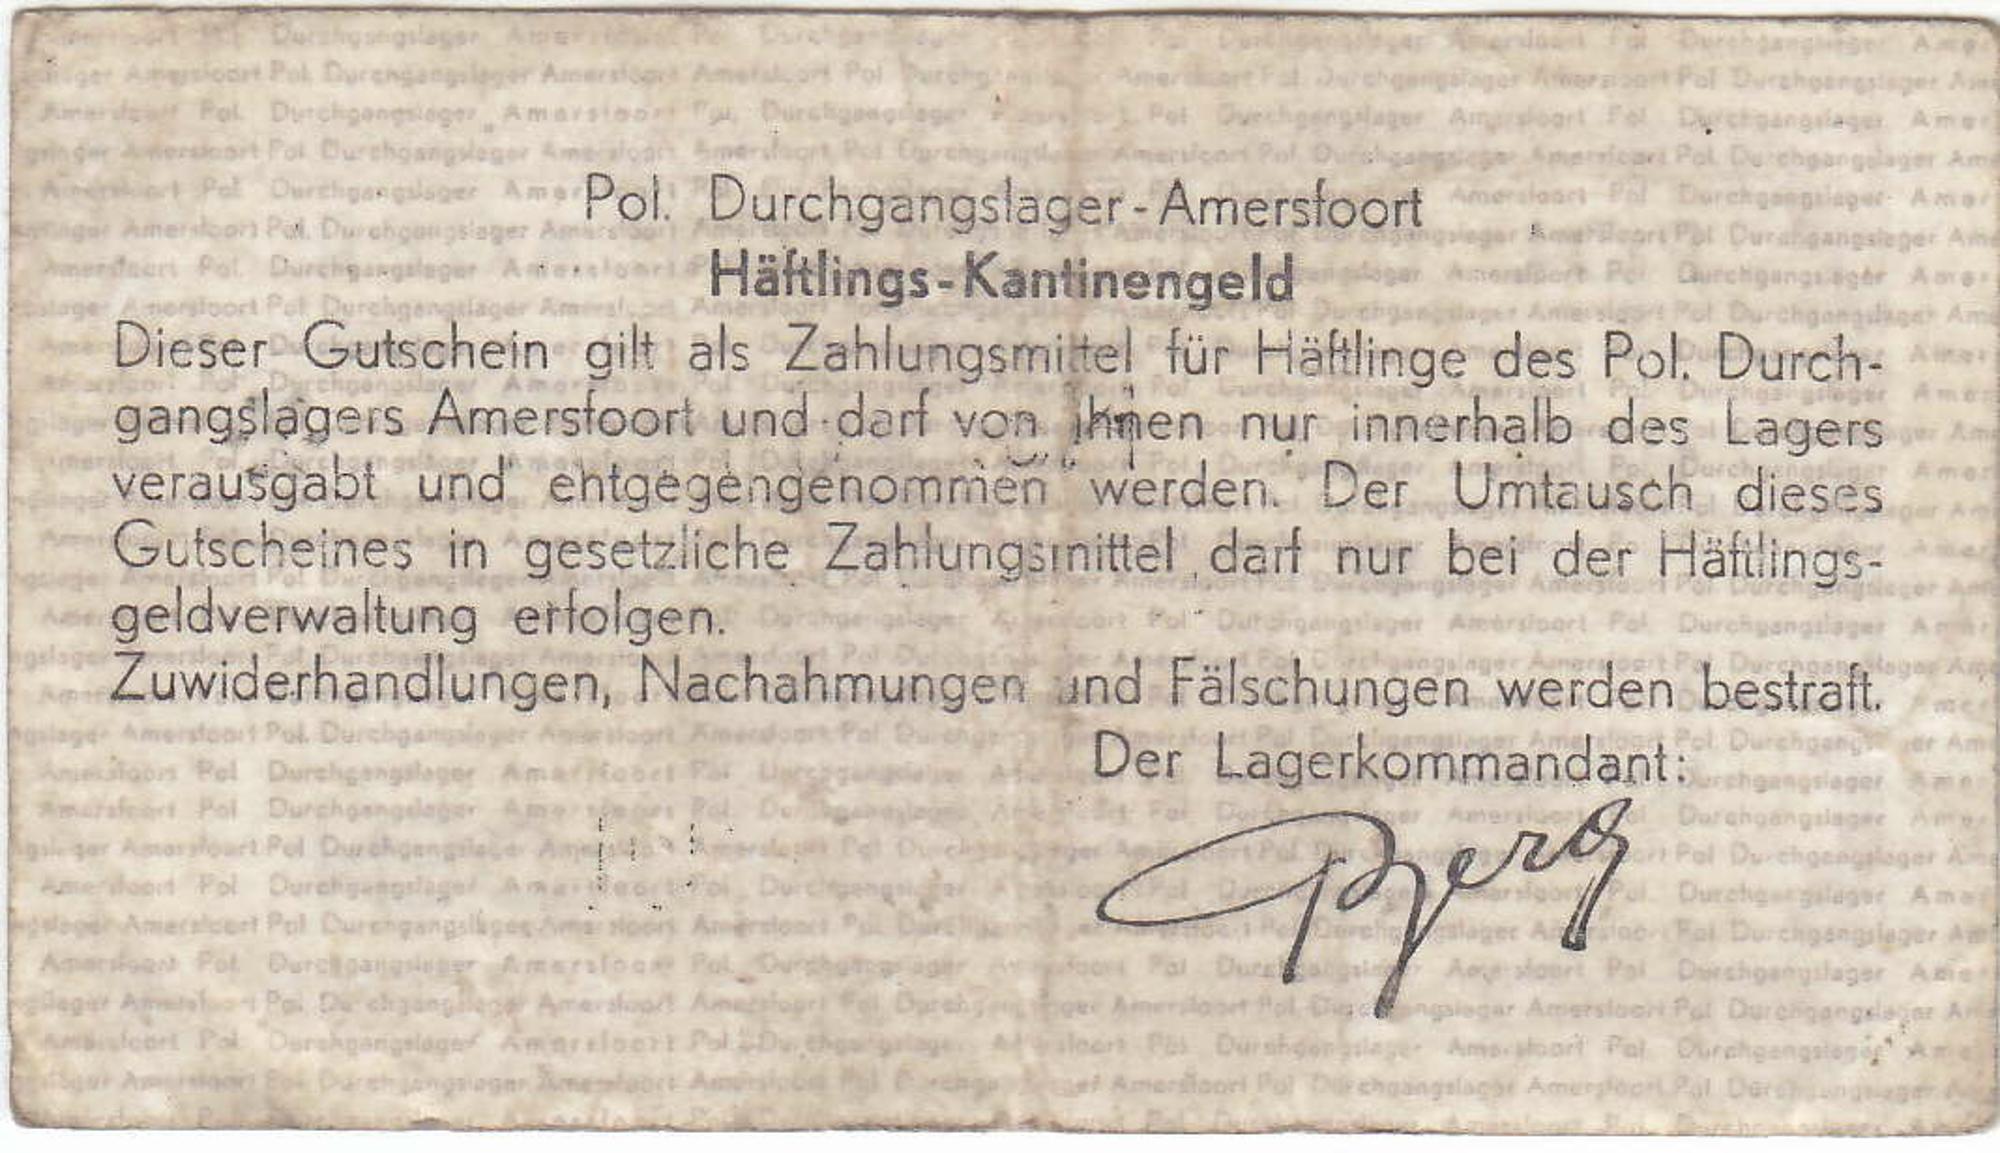 Pol. Durchgangslager-Amersfoort
Häftlings-Kantinengeld
Dieser Gutschein gilt als Zahlungsmittel für Häftlinge des Pol. Durch-
gangslagers Amersfoort und darf von ihnen nur innerhalb des Lagers
verausgabt und entgegengenommen werden. Der Umtausch dieses
Gutscheines in gesetzliche Zahlungsmittel darf nur bei der Häftlings-
geldverwaltung erfolgen.
Zuwiderhandlungen, Nachahmungen und Fälschungen werden bestraft.
Der Lagerkommandant:
Berg